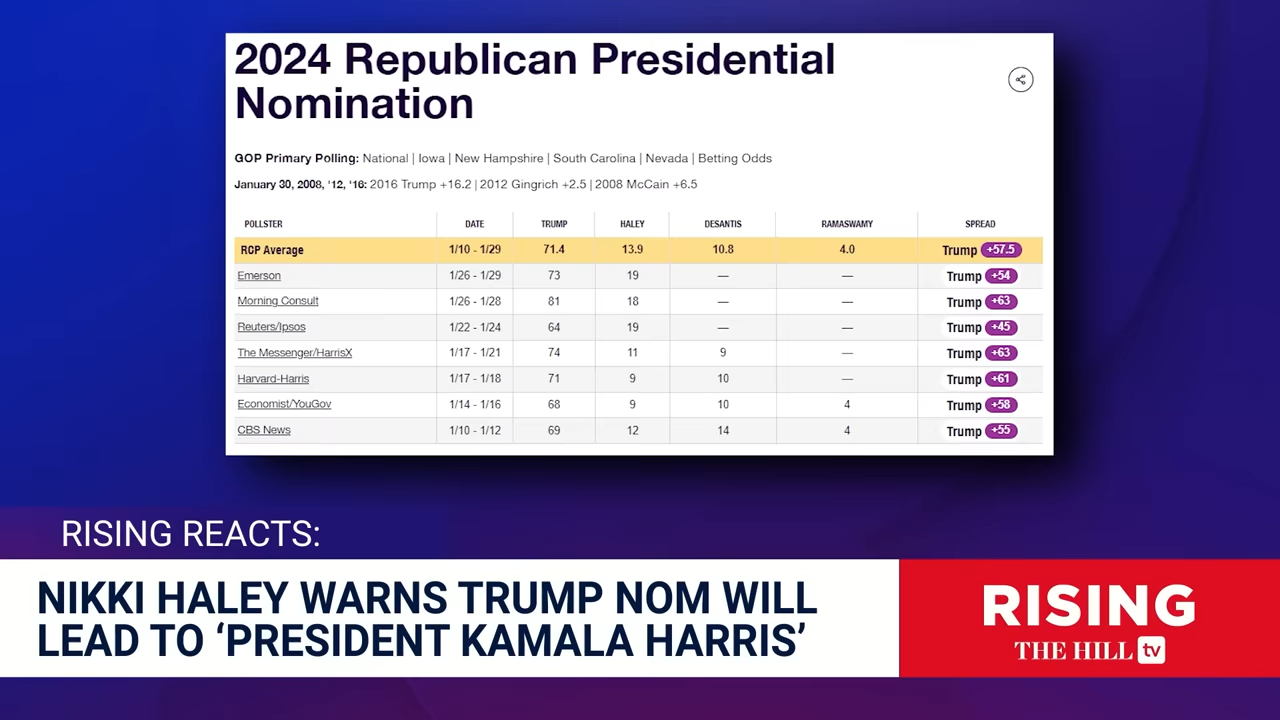 2024 Republican Presidential
Nomination
GOP Primary Polling: National | Iowa | New Hampshire | South Carolina | Nevada | Betting Odds
January 30, 2008, '12, '16: 2016 Trump +16.2 | 2012 Gingrich +2.5 | 2008 McCain +6.5
POLLSTER DATE TRUMP HALEY DESANTIS RAMASWAMY SPREAD
RCP Average 1/10 - 1/29 71.4 13.9 10.8 4.0 Trump +57.5
Emerson 1/26 - 1/29 73 19 — — Trump +54
Morning Consult 1/26 - 1/28 81 18 — — Trump +63
Reuters/Ipsos 1/22 - 1/24 64 19 — — Trump +45
The Messenger/HarrisX 1/17 - 1/21 74 11 9 — Trump +63
Harvard-Harris 1/17 - 1/18 71 9 10 — Trump +61
Economist/YouGov 1/14 - 1/16 68 9 10 4 Trump +58
CBS News 1/10 - 1/12 69 12 14 4 Trump +55
RISING REACTS:
NIKKI HALEY WARNS TRUMP NOM WILL
LEAD TO ‘PRESIDENT KAMALA HARRIS’
RISING
THE HILL tv